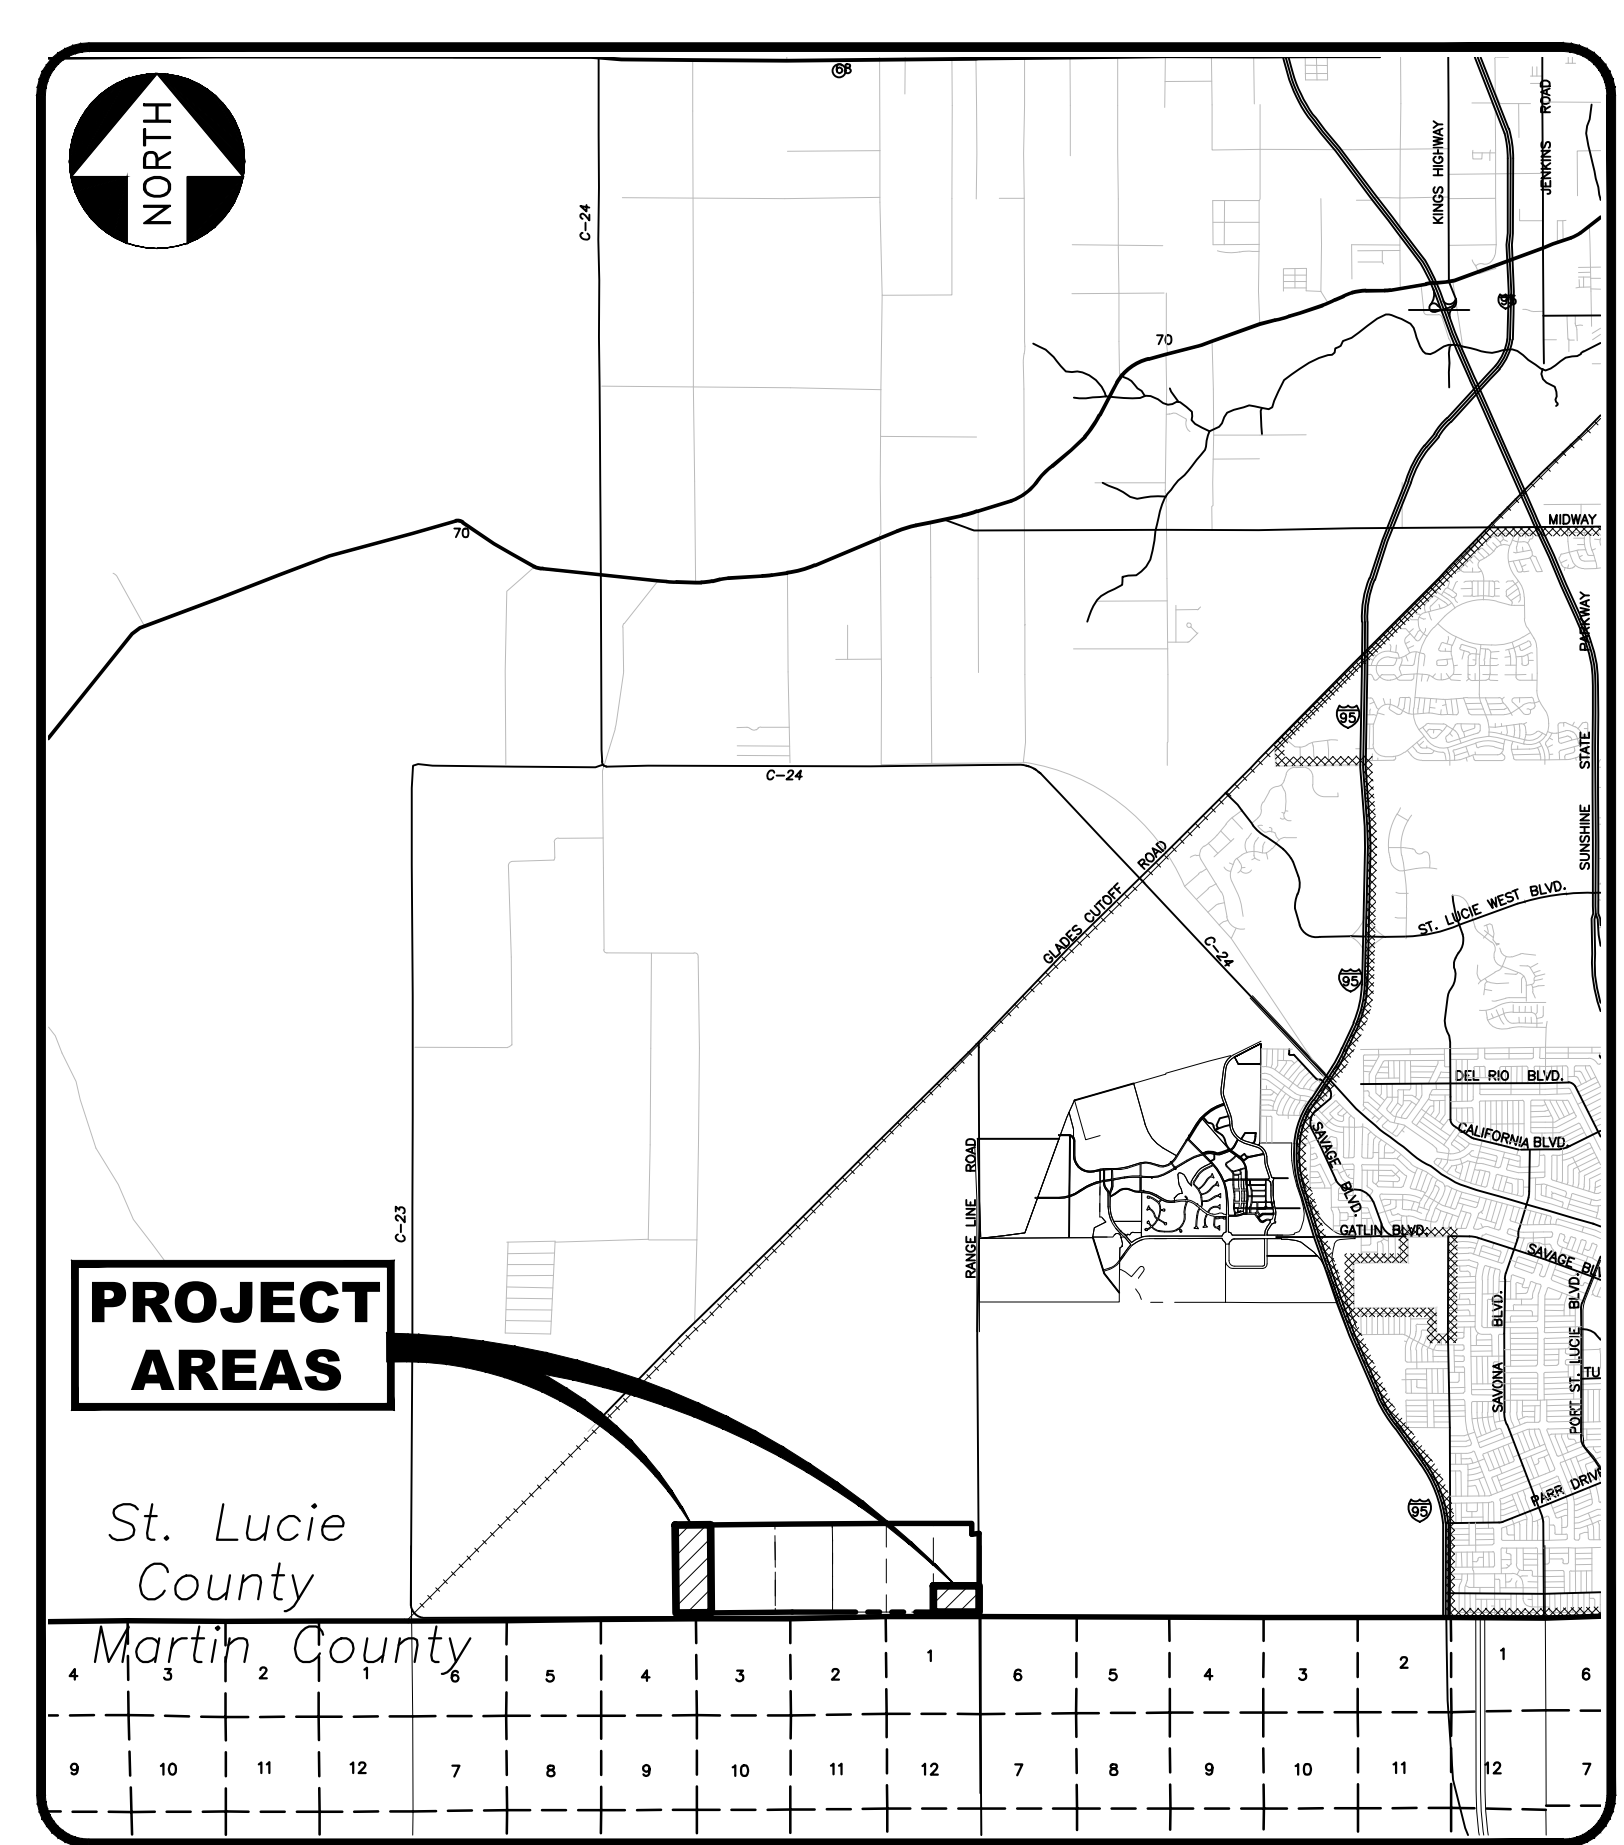 68
NORTH
C-24
KINGS HIGHWAY
JENKINS ROAD
70
70
MIDWAY
SUNSHINE STATE PARKWAY
95
C-24
GLADES CUTOFF ROAD
ST. LUCIE WEST BLVD.
C-24
95
DEL RIO BLVD.
CALIFORNIA BLVD.
SAVAGE BLVD.
RANGE LINE ROAD
C-23
GATLIN BLVD.
SAVAGE BL
PROJECT
AREAS
SAVONA BLVD.
PORT ST. LUCIE BLVD.
TU
PARR DRIV
95
St. Lucie
County
Martin County
4 3 2 1 6 5 4 3 2 1 6 5 4 3 2 1 6
9 10 11 12 7 8 9 10 11 12 7 8 9 10 11 12 7